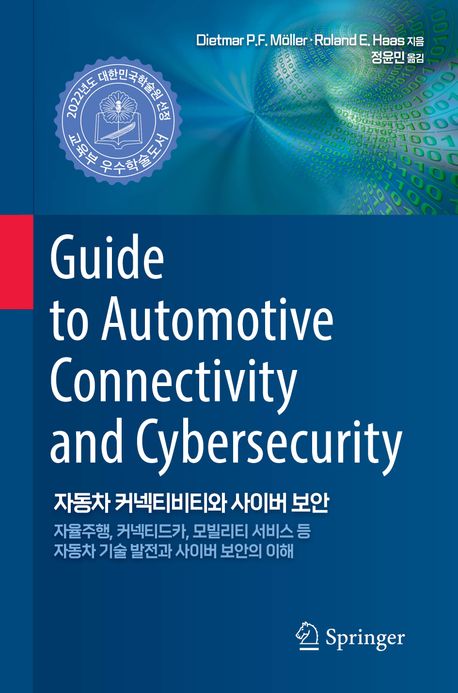 Dietmar P.F. Möller · Roland E. Haas 지음
정윤민 옮김
2022년도 대한민국학술원 선정
교육부 우수학술도서
Guide
to Automotive
Connectivity
and Cybersecurity
자동차 커넥티비티와 사이버 보안
자율주행, 커넥티드카, 모빌리티 서비스 등
자동차 기술 발전과 사이버 보안의 이해
Springer